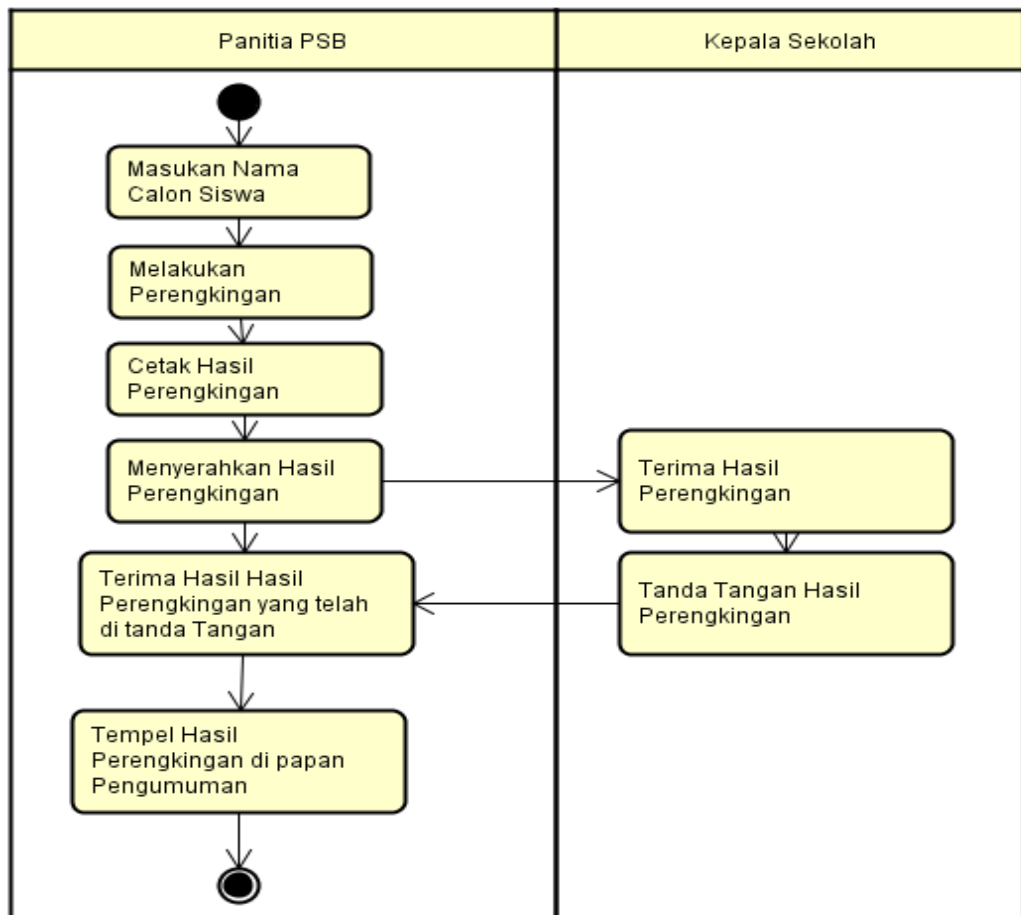 Panitia PSB
Kepala Sekolah
Masukan Nama
Calon Siswa
Melakukan
Perengkingan
Cetak Hasil
Perengkingan
Menyerahkan Hasil
Perengkingan
Terima Hasil
Perengkingan
Terima Hasil Hasil
Perengkingan yang telah
di tanda Tangan
Tanda Tangan Hasil
Perengkingan
Tempel Hasil
Perengkingan di papan
Pengumuman